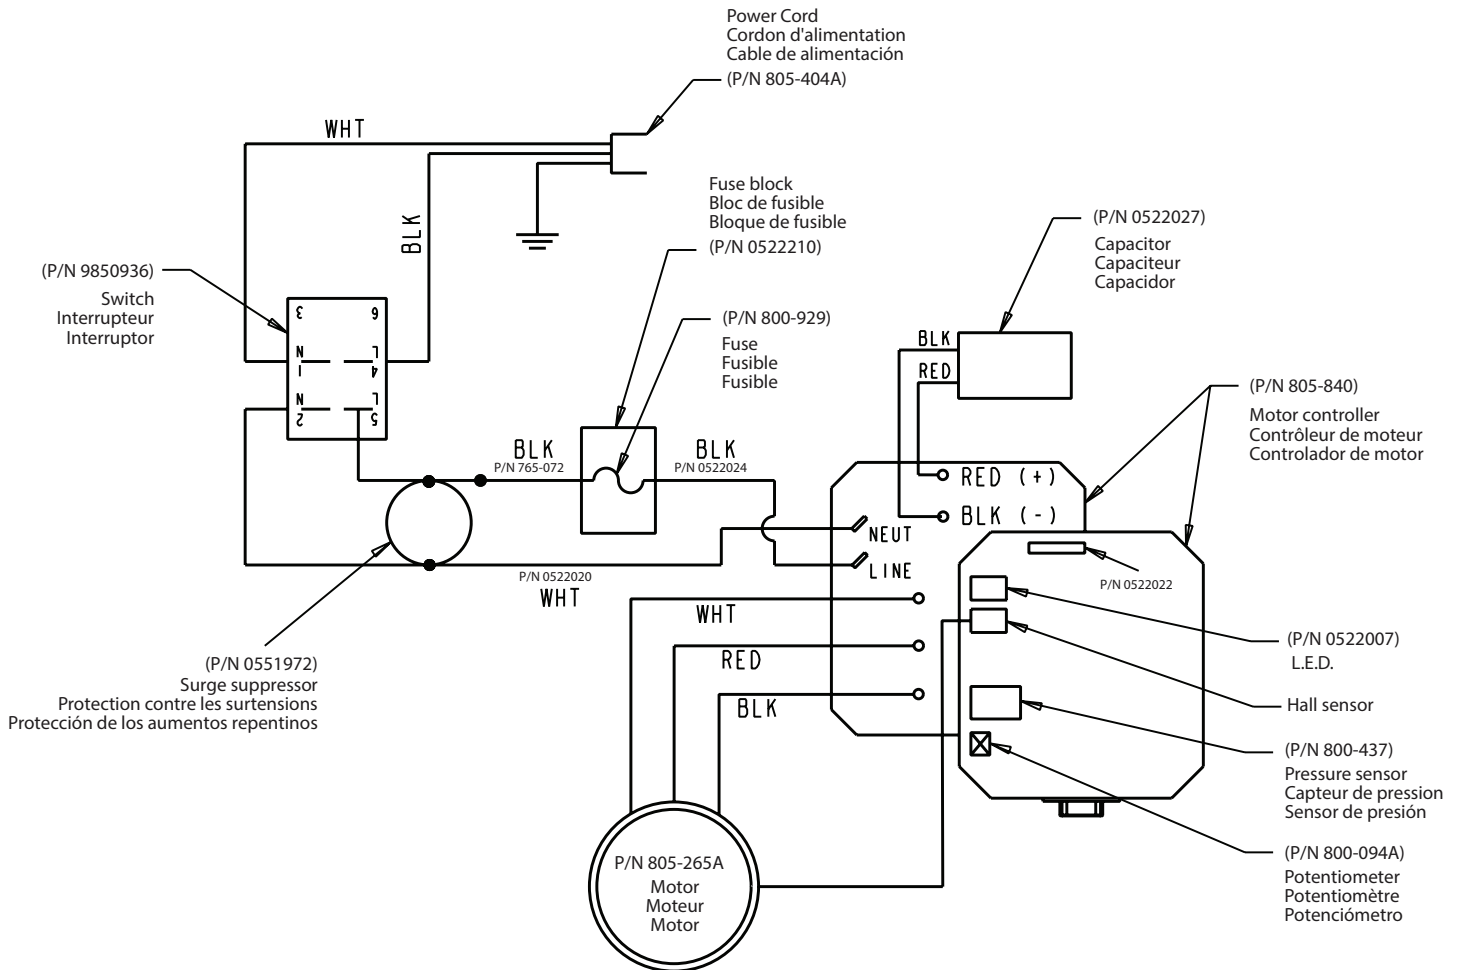 Power Cord
Cordon d'alimentation
Cable de alimentación
(P/N 805-404A)
WHT
BLK
Fuse block
Bloc de fusible
Bloque de fusible
(P/N 0522210)
(P/N 0522027)
Capacitor
Capaciteur
Capacidor
(P/N 9850936)
Switch
Interrupteur
Interruptor
3 6
N L
1 4
N L
2 5
(P/N 800-929)
Fuse
Fusible
Fusible
BLK
RED
(P/N 805-840)
Motor controller
Contrôleur de moteur
Controlador de motor
BLK
P/N 765-072
BLK
P/N 0522024
RED (+)
BLK (-)
NEUT
LINE
P/N 0522020
WHT
P/N 0522022
WHT
RED
BLK
(P/N 0551972)
Surge suppressor
Protection contre les surtensions
Protección de los aumentos repentinos
(P/N 0522007)
L.E.D.
Hall sensor
(P/N 800-437)
Pressure sensor
Capteur de pression
Sensor de presión
(P/N 800-094A)
Potentiometer
Potentiomètre
Potenciómetro
P/N 805-265A
Motor
Moteur
Motor